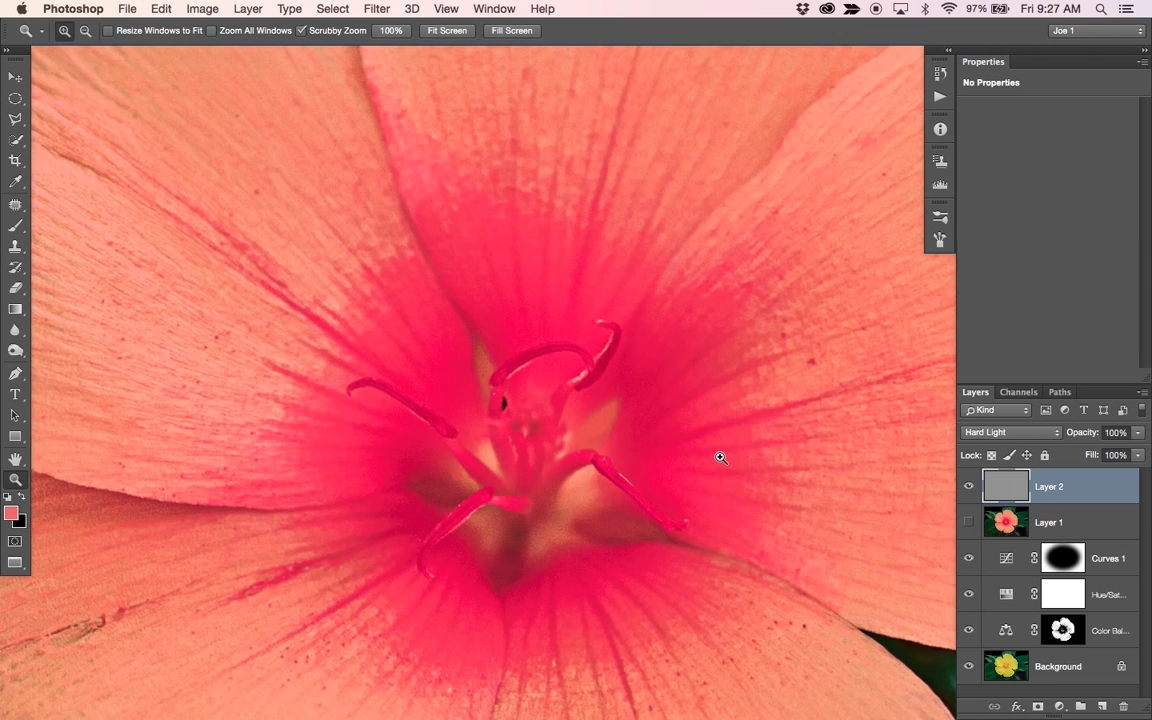 Photoshop File Edit Image Layer Type Select Filter 3D View Window Help 97% Fri 9:27 AM
Resize Windows to Fit Zoom All Windows Scrubby Zoom 100% Fit Screen Fill Screen Joe 1
Properties
No Properties
Layers Channels Paths
Kind
Hard Light Opacity: 100%
Lock: Fill: 100%
Layer 2
Layer 1
Curves 1
Hue/Sat...
Color Bal...
Background